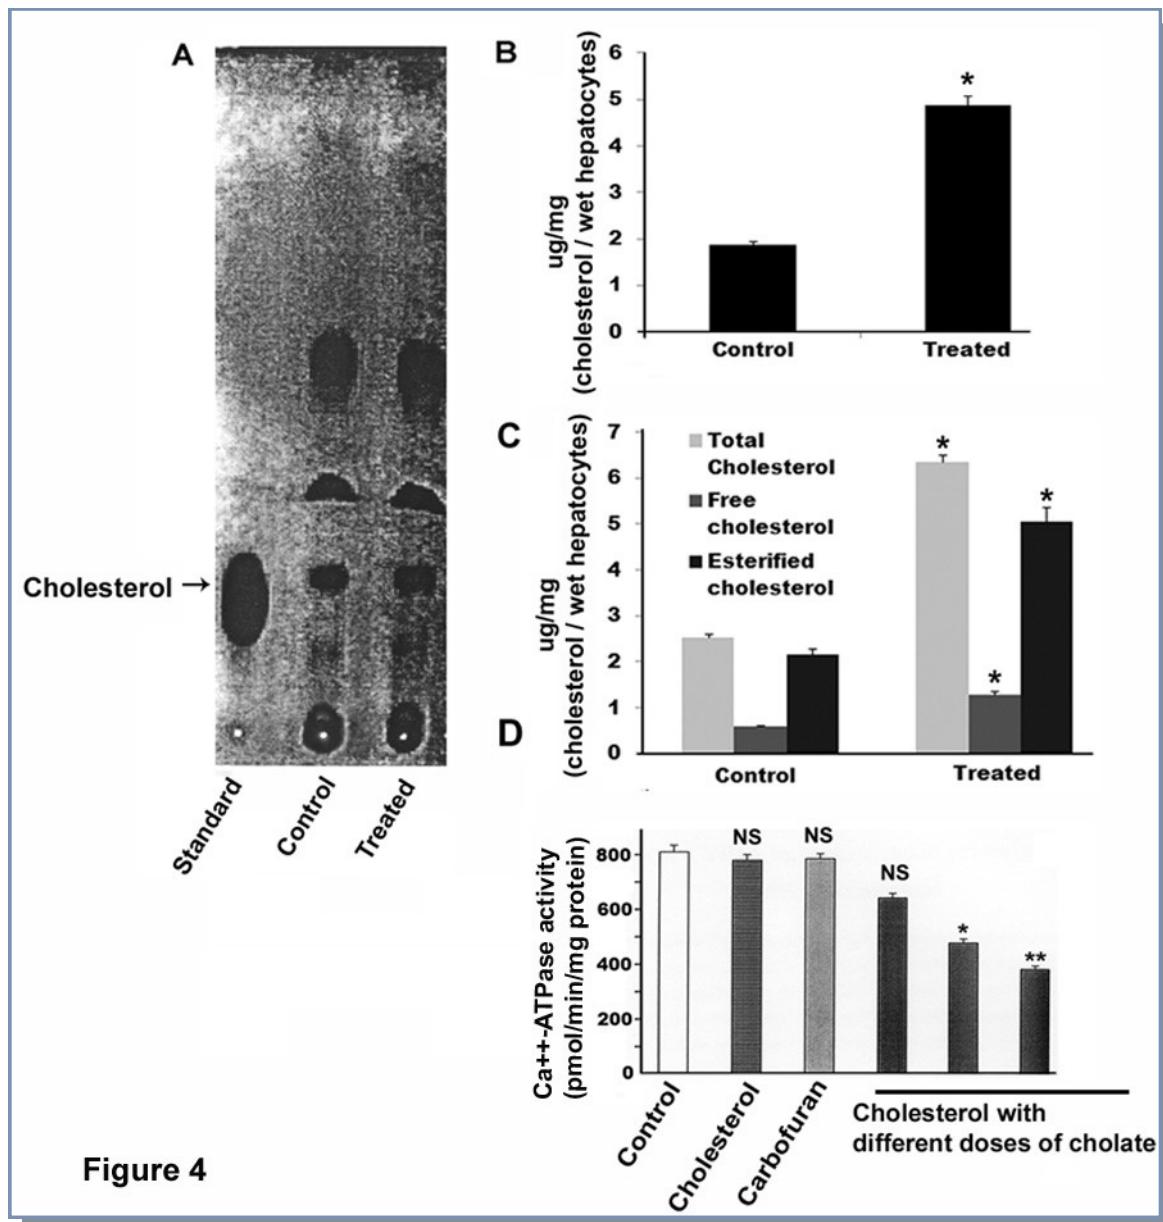 A
Cholesterol →
Standard
Control
Treated
B
ug/mg
(cholesterol / wet hepatocytes)
6
5
4
3
2
1
0
*
Control
Treated
C
ug/mg
(cholesterol / wet hepatocytes)
7
6
5
4
3
2
1
0
Total
Cholesterol
Free
cholesterol
Esterified
cholesterol
*
*
*
Control
Treated
D
Ca++-ATPase activity
(pmol/min/mg protein)
800
600
400
200
0
NS
NS
NS
*
**
Control
Cholesterol
Carbofuran
Cholesterol with
different doses of cholate
Figure 4